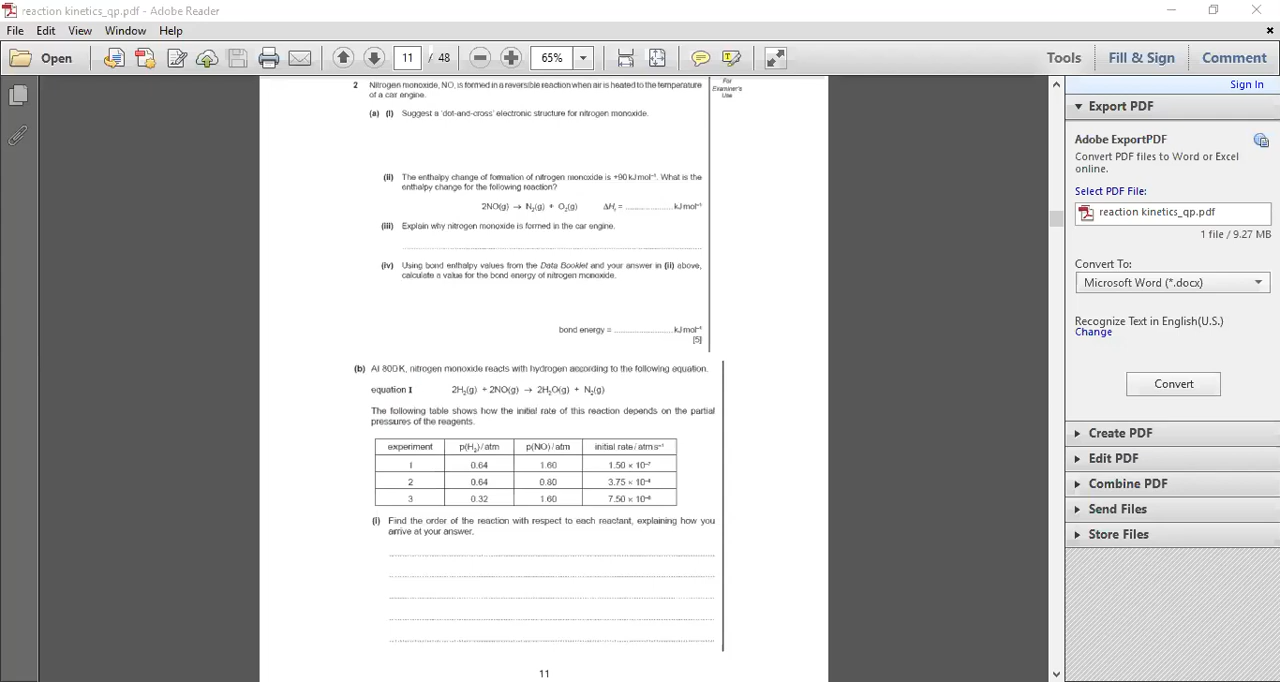 reaction kinetics_qp.pdf - Adobe Reader
File Edit View Window Help
Open 11 / 48 65% Tools Fill & Sign Comment
2 Nitrogen monoxide, NO, is formed in a reversible reaction when air is heated to the temperature
of a car engine.
For
Examiner's
Use
(a) (i) Suggest a 'dot-and-cross' electronic structure for nitrogen monoxide.
(ii) The enthalpy change of formation of nitrogen monoxide is +90 kJ mol⁻¹. What is the
enthalpy change for the following reaction?
2NO(g) → N₂(g) + O₂(g) ΔHᵣ = ...................... kJ mol⁻¹
(iii) Explain why nitrogen monoxide is formed in the car engine.
(iv) Using bond enthalpy values from the Data Booklet and your answer in (ii) above,
calculate a value for the bond energy of nitrogen monoxide.
bond energy = ...................... kJ mol⁻¹
[5]
(b) At 800 K, nitrogen monoxide reacts with hydrogen according to the following equation.
equation I 2H₂(g) + 2NO(g) → 2H₂O(g) + N₂(g)
The following table shows how the initial rate of this reaction depends on the partial
pressures of the reagents.
experiment p(H₂) / atm p(NO) / atm initial rate / atm s⁻¹
1 0.64 1.60 1.50 × 10⁻⁷
2 0.64 0.80 3.75 × 10⁻⁸
3 0.32 1.60 7.50 × 10⁻⁸
(i) Find the order of the reaction with respect to each reactant, explaining how you
arrive at your answer.
11
Sign In
Export PDF
Adobe ExportPDF
Convert PDF files to Word or Excel
online.
Select PDF File:
reaction kinetics_qp.pdf
1 file / 9.27 MB
Convert To:
Microsoft Word (*.docx)
Recognize Text in English(U.S.)
Change
Convert
Create PDF
Edit PDF
Combine PDF
Send Files
Store Files